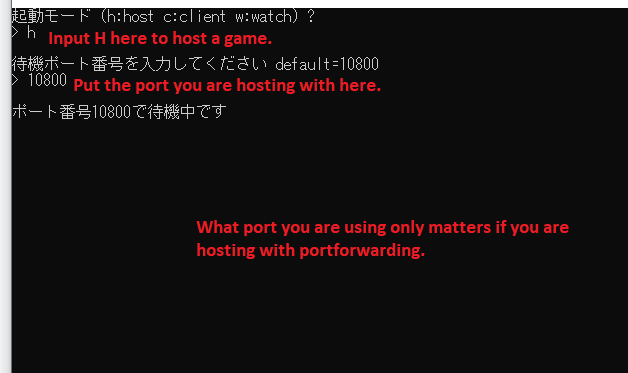 起動モード (h:host c:client w:watch) ?
> h Input H here to host a game.
待機ポート番号を入力してください default=10800
> 10800 Put the port you are hosting with here.
ポート番号10800で待機中です
What port you are using only matters if you are
hosting with portforwarding.